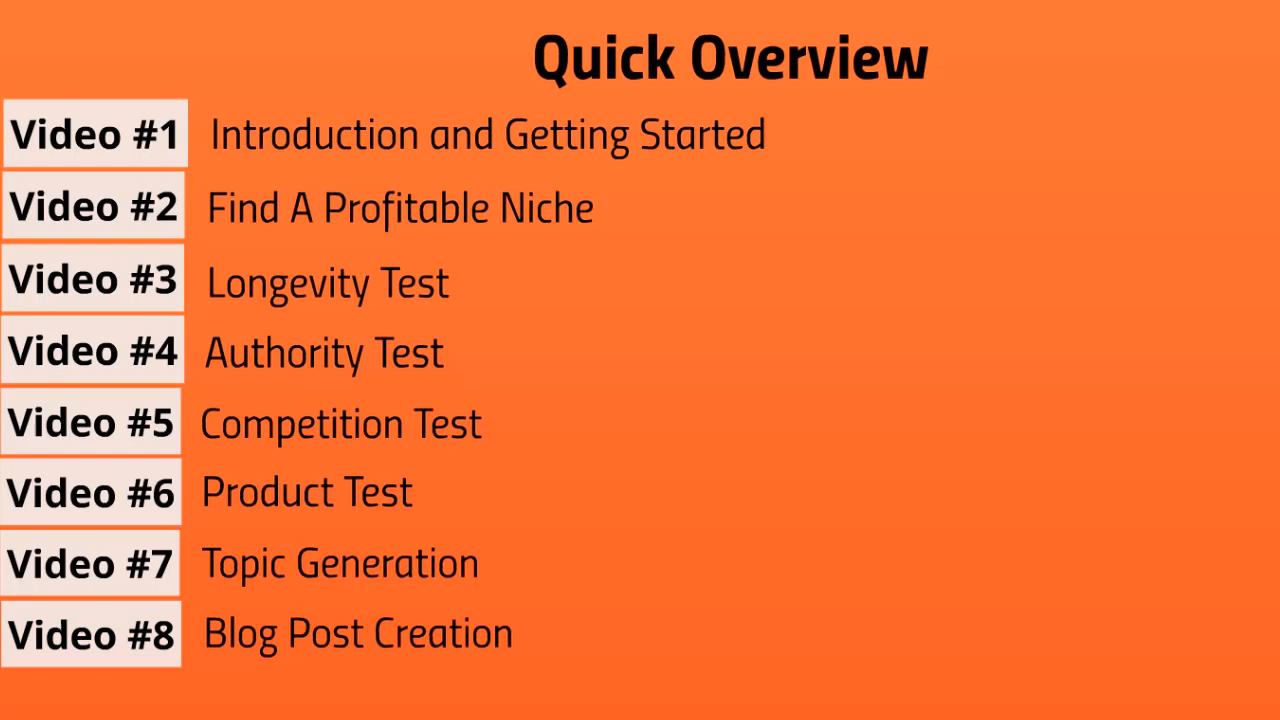 Quick Overview
Video #1 Introduction and Getting Started
Video #2 Find A Profitable Niche
Video #3 Longevity Test
Video #4 Authority Test
Video #5 Competition Test
Video #6 Product Test
Video #7 Topic Generation
Video #8 Blog Post Creation